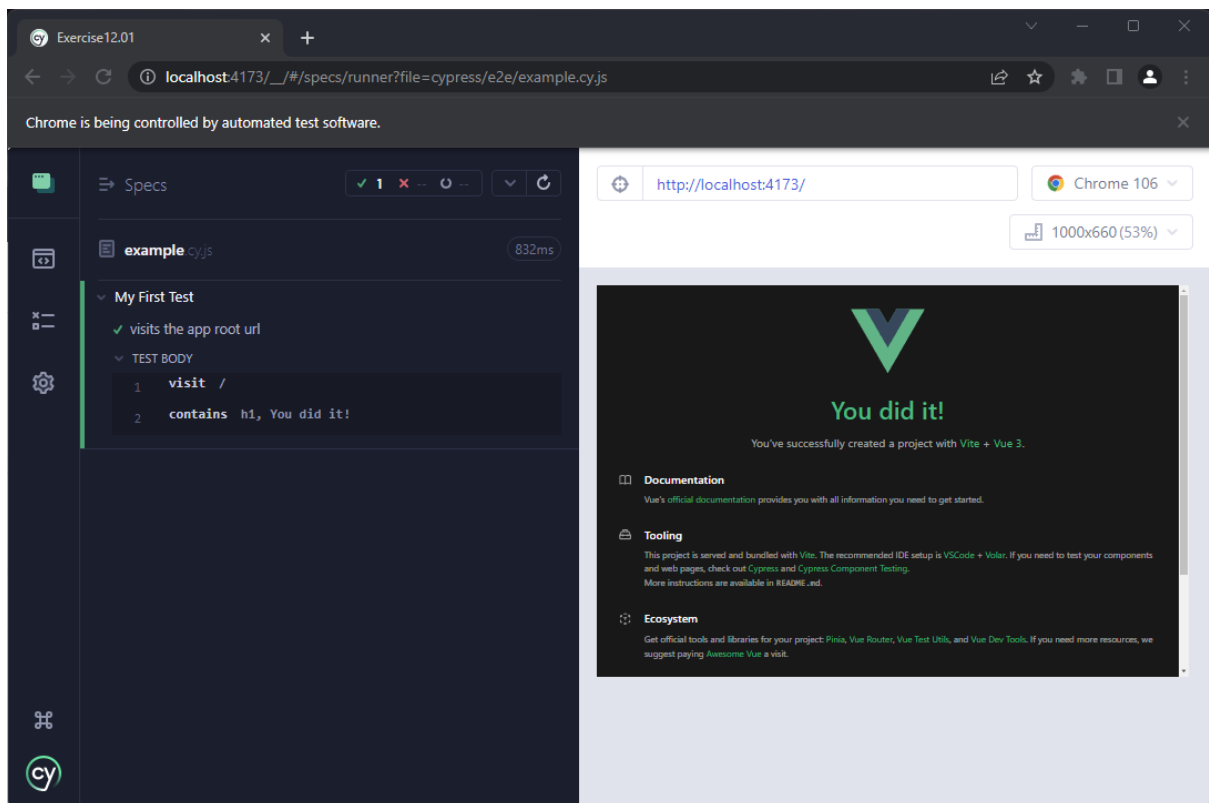 Exercise12.01
localhost:4173/__/#/specs/runner?file=cypress/e2e/example.cy.js
Chrome is being controlled by automated test software.
Specs
1 -- --
example.cy.js
832ms
My First Test
visits the app root url
TEST BODY
1 visit /
2 contains h1, You did it!
cy
http://localhost:4173/
Chrome 106
1000x660 (53%)
You did it!
You've successfully created a project with Vite + Vue 3.
Documentation
Vue's official documentation provides you with all information you need to get started.
Tooling
This project is served and bundled with Vite. The recommended IDE setup is VSCode + Volar. If you need to test your components
and web pages, check out Cypress and Cypress Component Testing.
More instructions are available in README.md.
Ecosystem
Get official tools and libraries for your project: Pinia, Vue Router, Vue Test Utils, and Vue Dev Tools. If you need more resources, we
suggest paying Awesome Vue a visit.